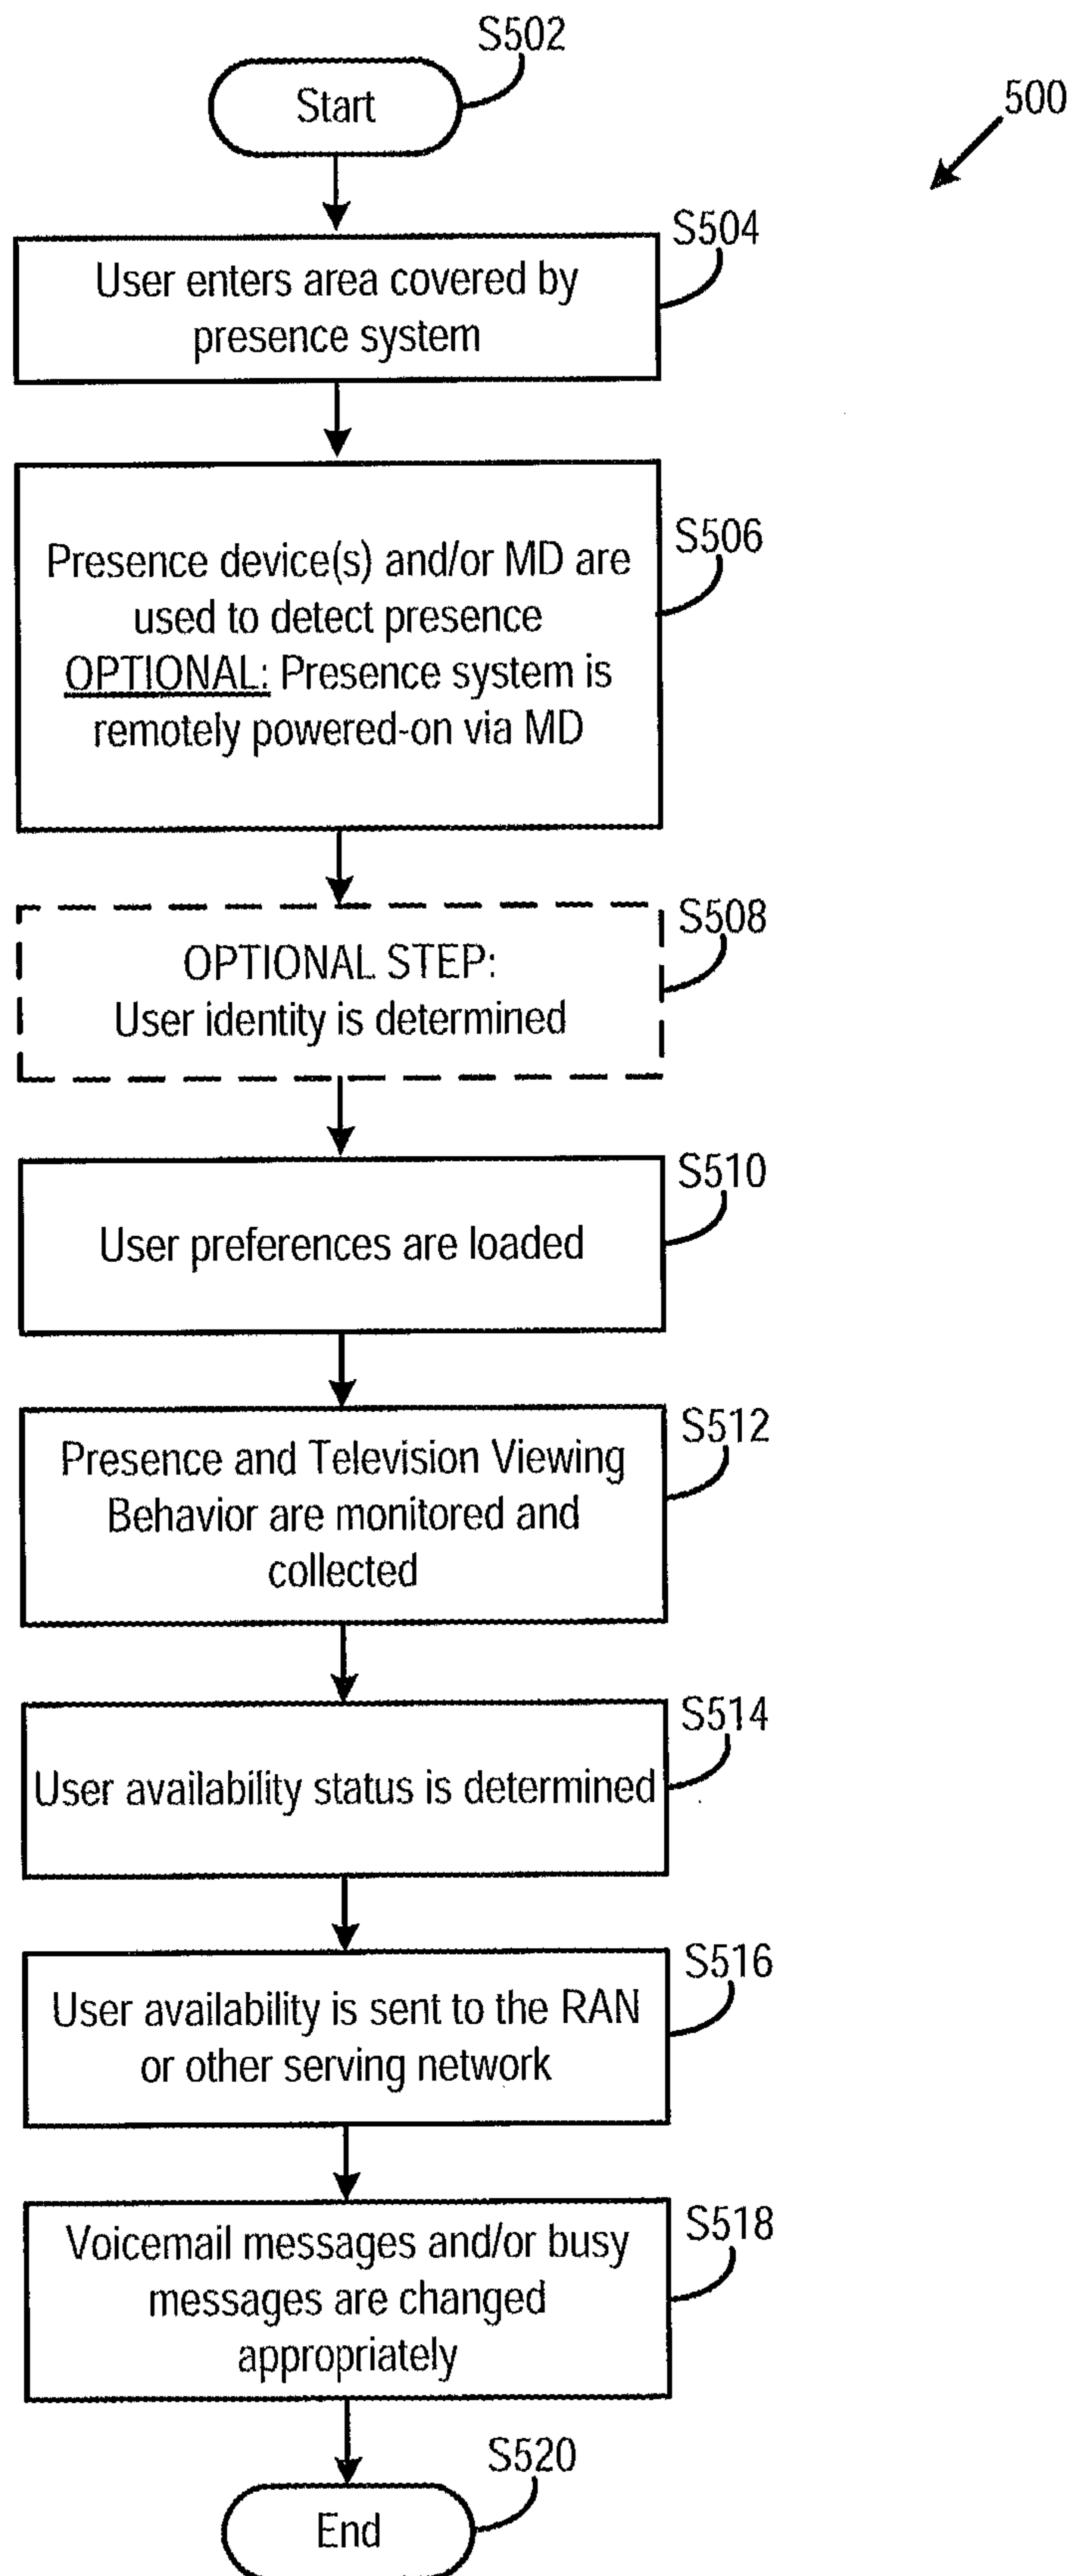 S502
Start
500
S504
User enters area covered by
presence system
S506
Presence device(s) and/or MD are
used to detect presence
OPTIONAL: Presence system is
remotely powered-on via MD
S508
OPTIONAL STEP:
User identity is determined
S510
User preferences are loaded
S512
Presence and Television Viewing
Behavior are monitored and
collected
S514
User availability status is determined
S516
User availability is sent to the RAN
or other serving network
S518
Voicemail messages and/or busy
messages are changed
appropriately
S520
End